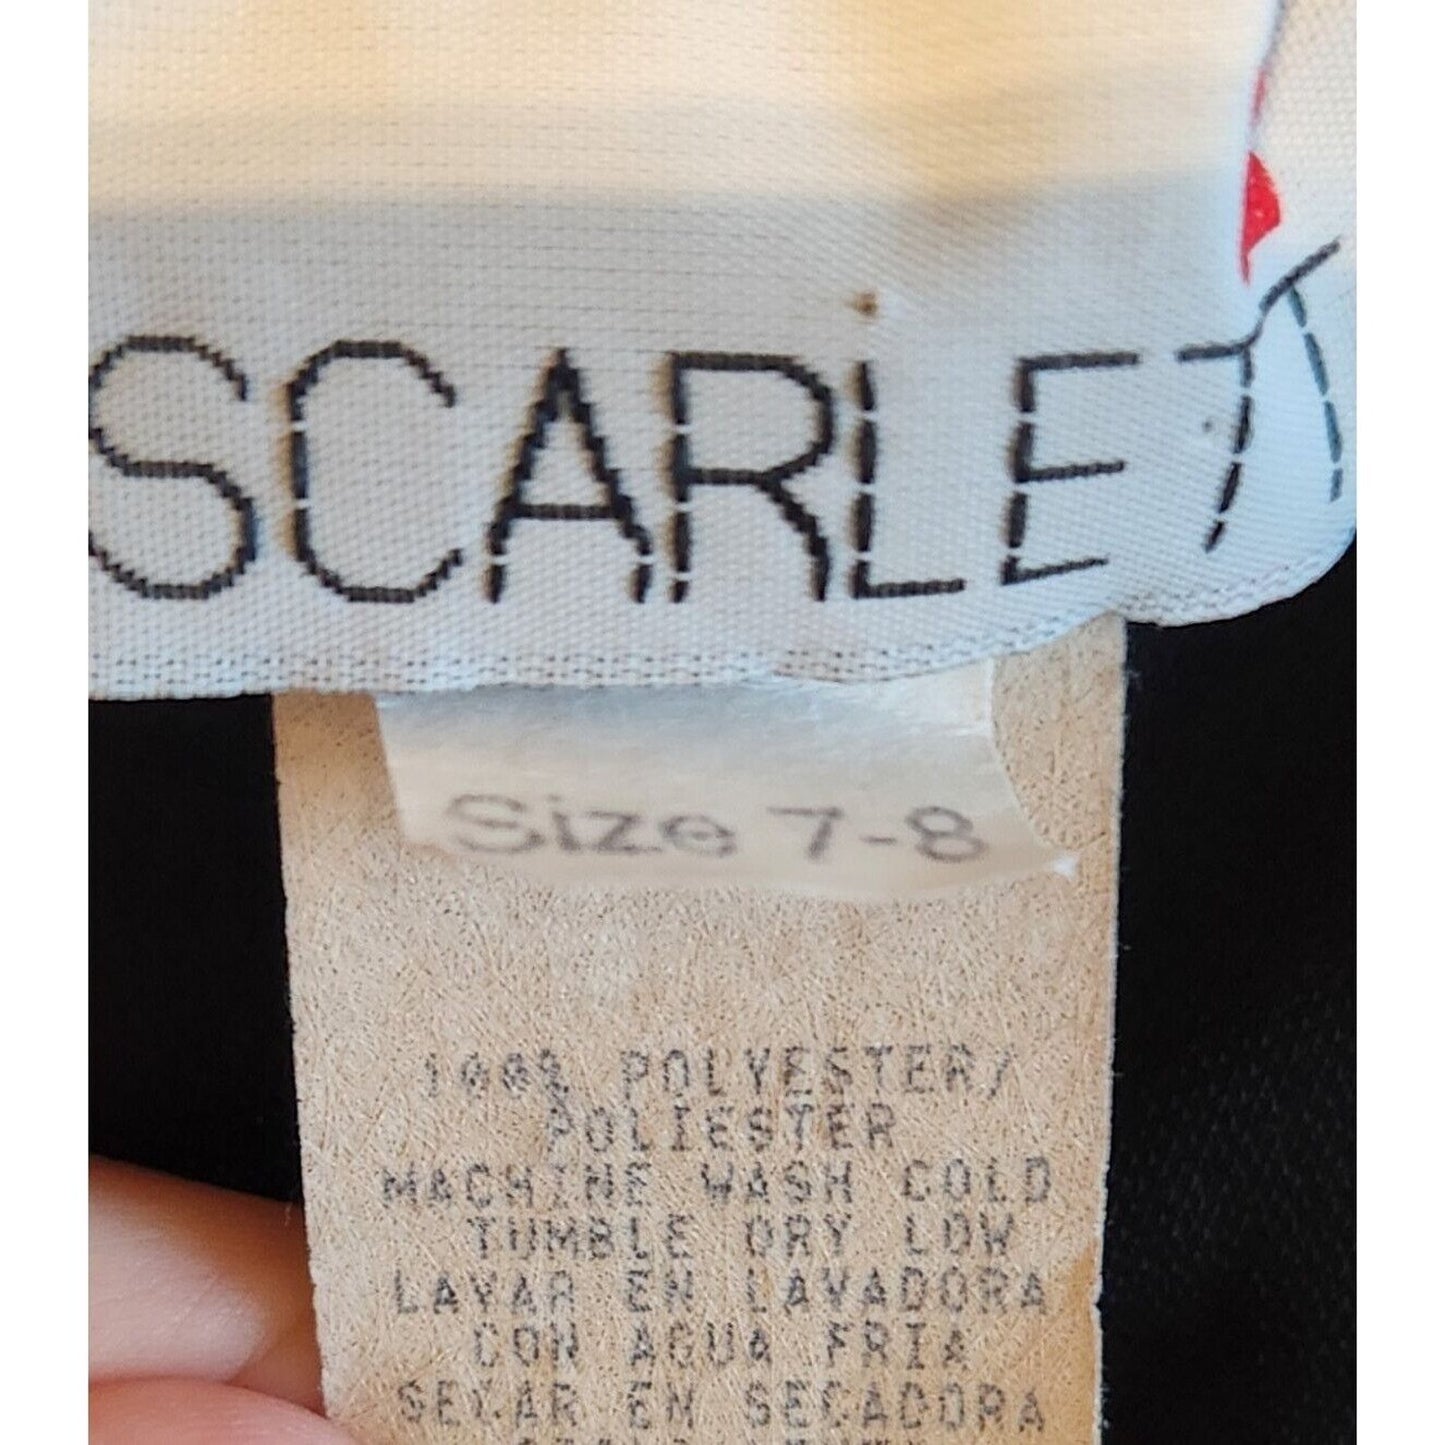 SCARLETT
Size 7-8
100% POLYESTER/
POLIESTER
MACHINE WASH COLD
TUMBLE DRY LOW
LAVAR EN LAVADORA
CON AGUA FRIA
SECAR EN SECADORA